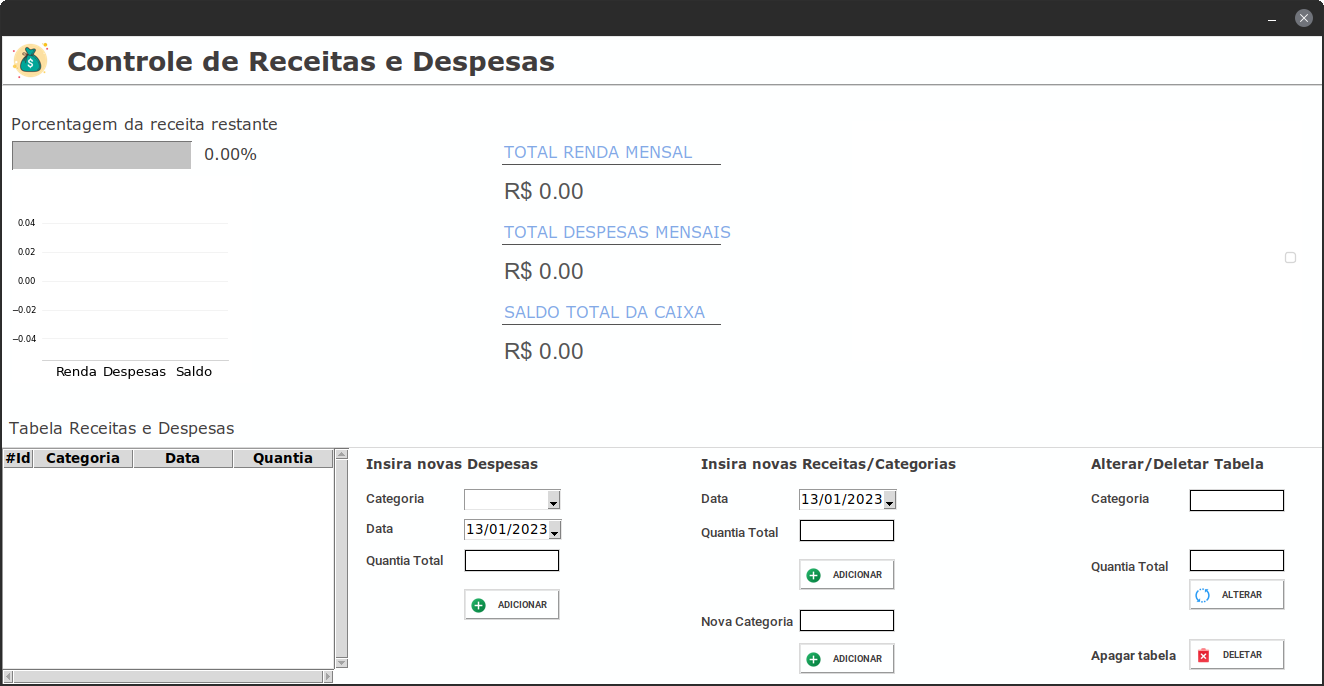 Controle de Receitas e Despesas
Porcentagem da receita restante
0.00%
TOTAL RENDA MENSAL
R$ 0.00
TOTAL DESPESAS MENSAIS
R$ 0.00
SALDO TOTAL DA CAIXA
R$ 0.00
0.04
0.02
0.00
−0.02
−0.04
Renda Despesas Saldo
Tabela Receitas e Despesas
#Id Categoria Data Quantia
Insira novas Despesas
Categoria
Data 13/01/2023
Quantia Total
ADICIONAR
Insira novas Receitas/Categorias
Data 13/01/2023
Quantia Total
ADICIONAR
Nova Categoria
ADICIONAR
Alterar/Deletar Tabela
Categoria
Quantia Total
ALTERAR
Apagar tabela DELETAR